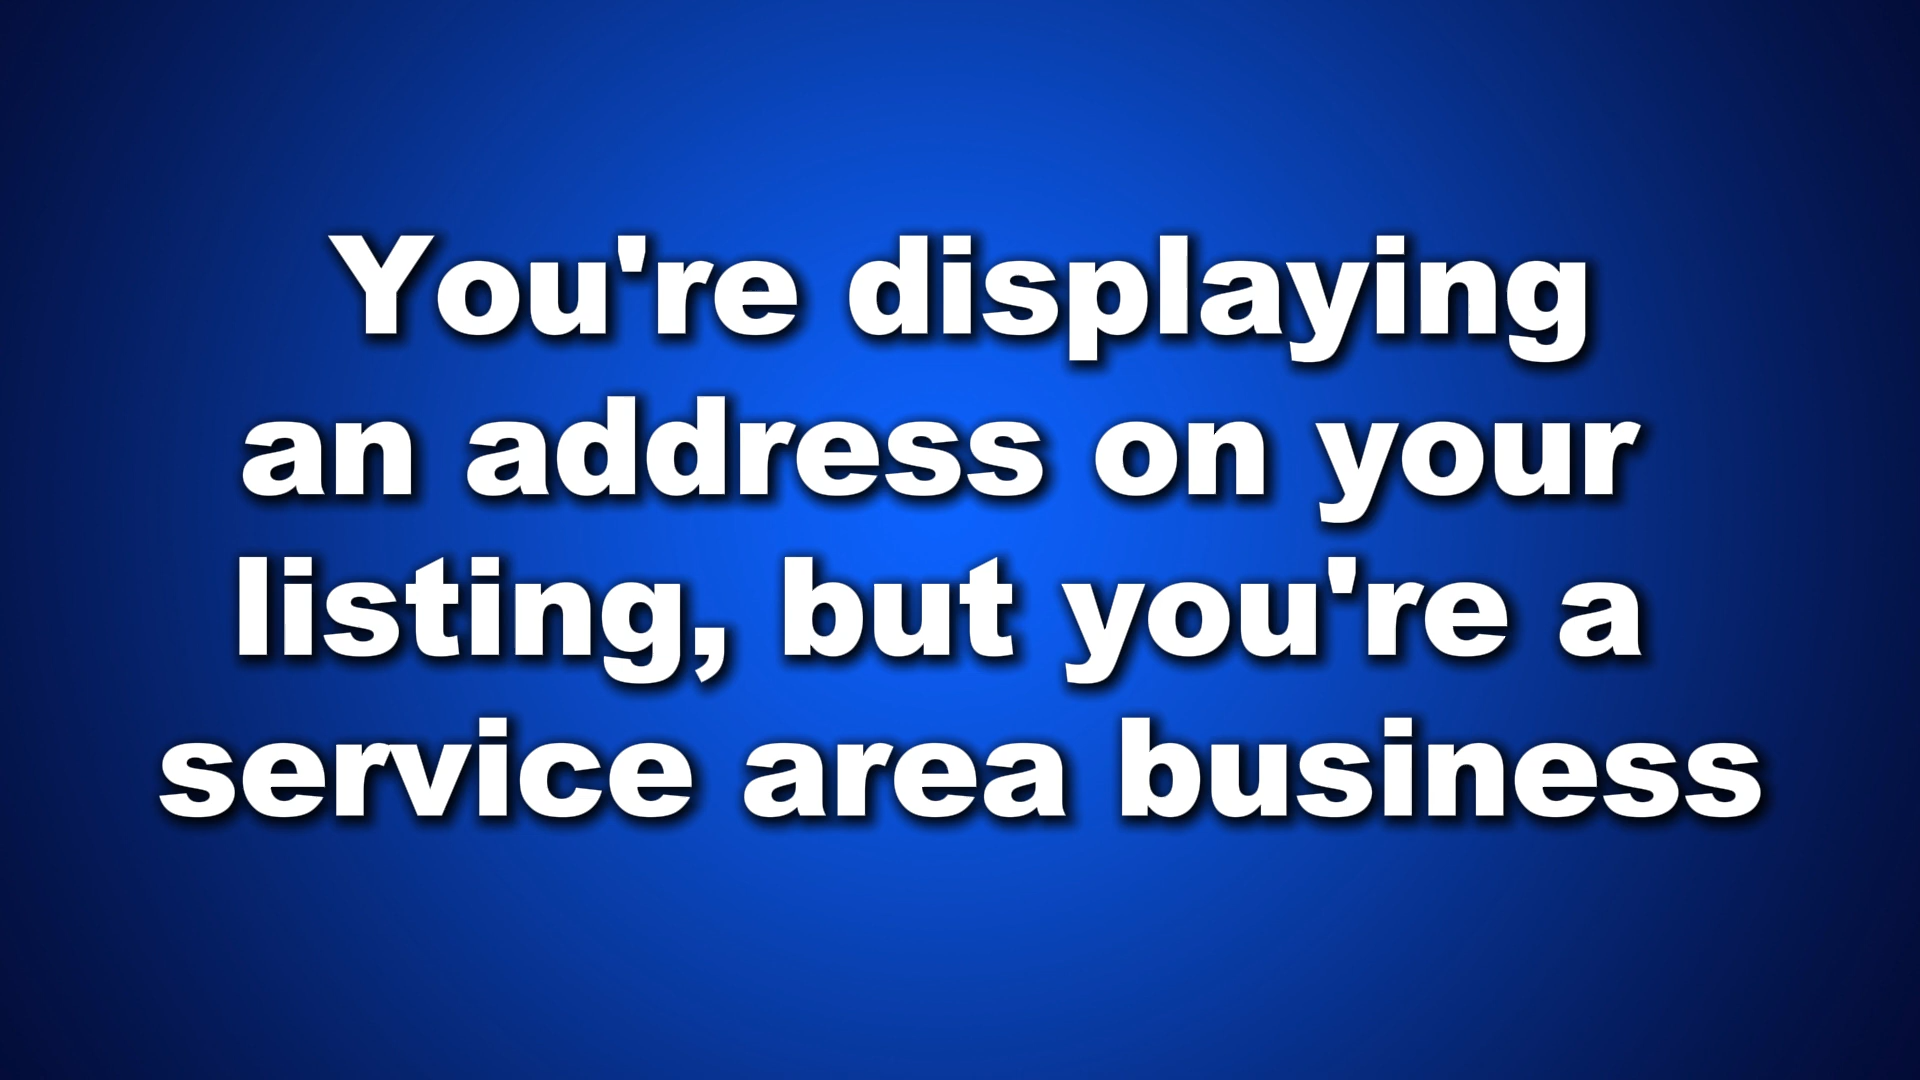 You're displaying
an address on your
listing, but you're a
service area business